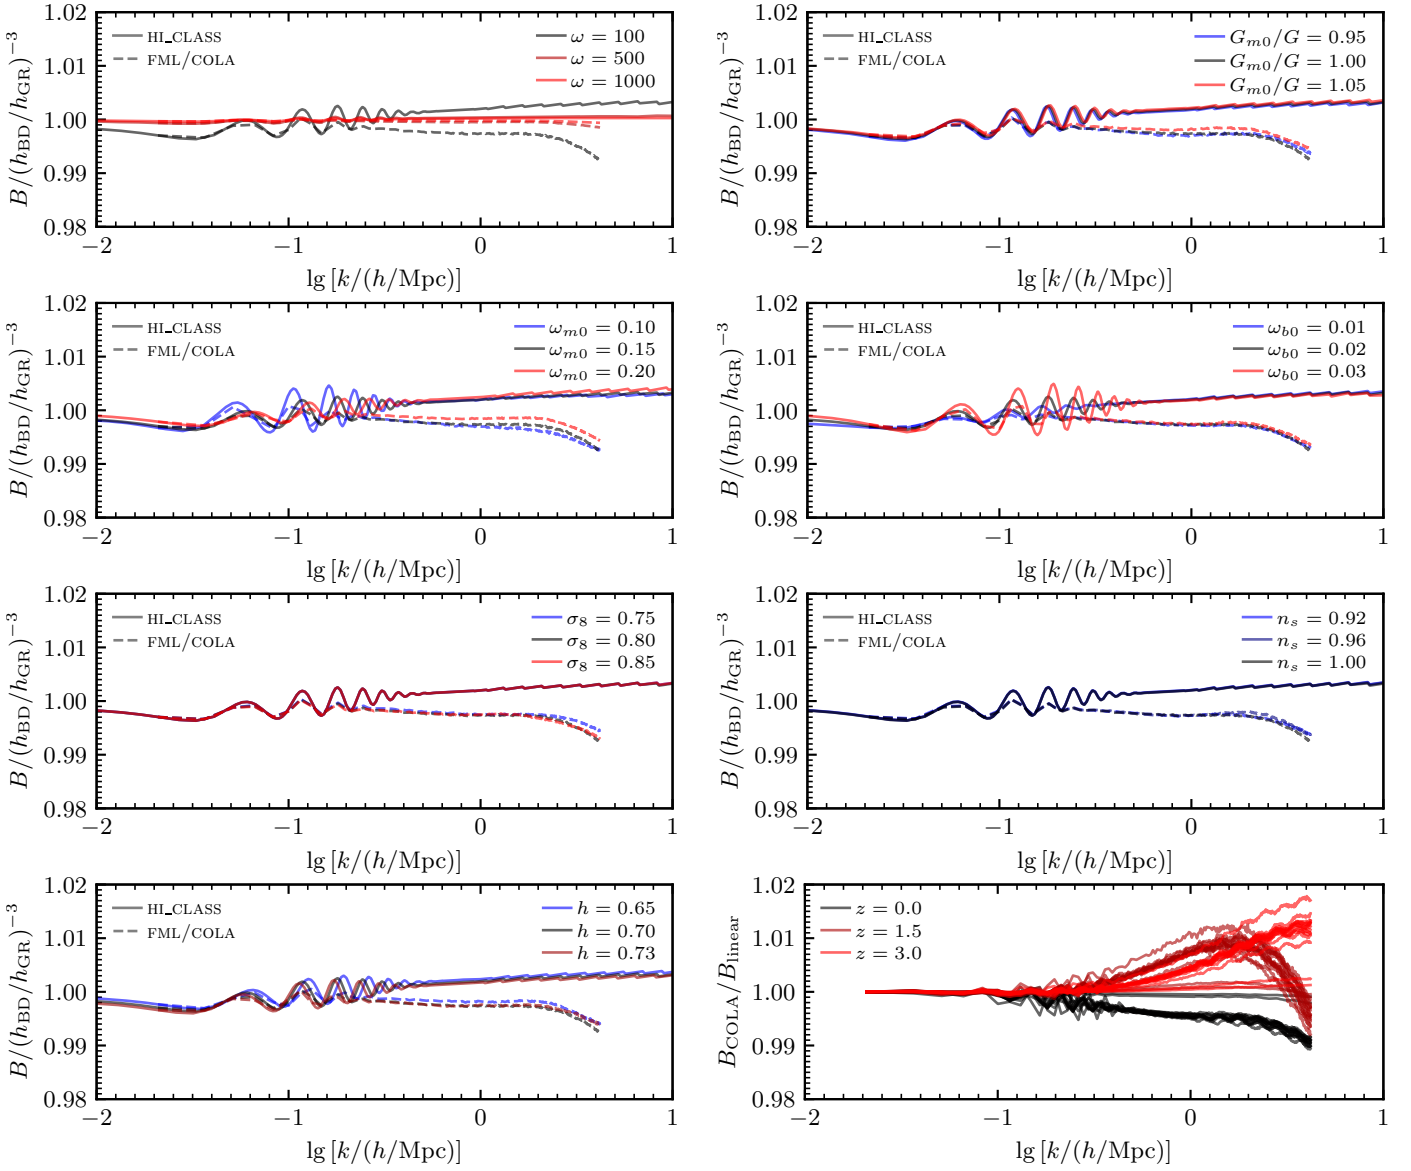 B/(h_BD/h_GR)^−3
1.02
1.01
1.00
0.99
0.98
HI_CLASS
FML/COLA
ω = 100
ω = 500
ω = 1000
−2 −1 0 1
lg [k/(h/Mpc)]
B/(h_BD/h_GR)^−3
1.02
1.01
1.00
0.99
0.98
HI_CLASS
FML/COLA
G_m0/G = 0.95
G_m0/G = 1.00
G_m0/G = 1.05
−2 −1 0 1
lg [k/(h/Mpc)]
B/(h_BD/h_GR)^−3
1.02
1.01
1.00
0.99
0.98
HI_CLASS
FML/COLA
ω_m0 = 0.10
ω_m0 = 0.15
ω_m0 = 0.20
−2 −1 0 1
lg [k/(h/Mpc)]
B/(h_BD/h_GR)^−3
1.02
1.01
1.00
0.99
0.98
HI_CLASS
FML/COLA
ω_b0 = 0.01
ω_b0 = 0.02
ω_b0 = 0.03
−2 −1 0 1
lg [k/(h/Mpc)]
B/(h_BD/h_GR)^−3
1.02
1.01
1.00
0.99
0.98
HI_CLASS
FML/COLA
σ_8 = 0.75
σ_8 = 0.80
σ_8 = 0.85
−2 −1 0 1
lg [k/(h/Mpc)]
B/(h_BD/h_GR)^−3
1.02
1.01
1.00
0.99
0.98
HI_CLASS
FML/COLA
n_s = 0.92
n_s = 0.96
n_s = 1.00
−2 −1 0 1
lg [k/(h/Mpc)]
B/(h_BD/h_GR)^−3
1.02
1.01
1.00
0.99
0.98
HI_CLASS
FML/COLA
h = 0.65
h = 0.70
h = 0.73
−2 −1 0 1
lg [k/(h/Mpc)]
B_COLA/B_linear
1.02
1.01
1.00
0.99
0.98
z = 0.0
z = 1.5
z = 3.0
−2 −1 0 1
lg [k/(h/Mpc)]